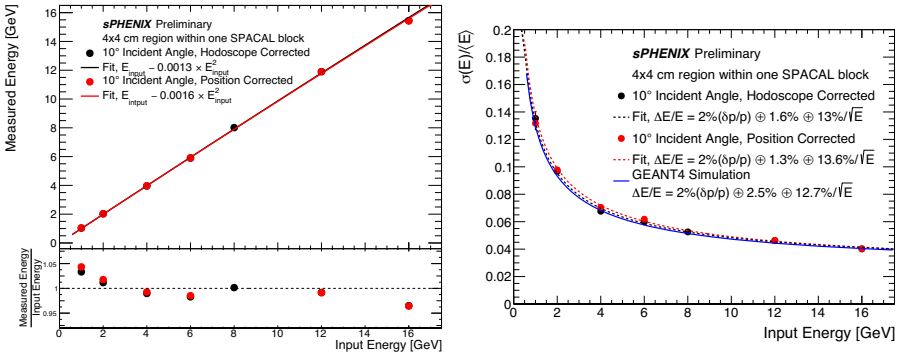 sPHENIX Preliminary
4x4 cm region within one SPACAL block
10° Incident Angle, Hodoscope Corrected
Fit, E_input − 0.0013 × E²_input
10° Incident Angle, Position Corrected
Fit, E_intput − 0.0016 × E²_input
Measured Energy [GeV]
16
14
12
10
8
6
4
2
0
Measured Energy
Input Energy
1.05
1
0.95
0 2 4 6 8 10 12 14 16
Input Energy [GeV]
σ(E)/⟨E⟩
0.2
0.18
0.16
0.14
0.12
0.1
0.08
0.06
0.04
0.02
0
sPHENIX Preliminary
4x4 cm region within one SPACAL block
10° Incident Angle, Hodoscope Corrected
Fit, ΔE/E = 2%(δp/p) ⊕ 1.6% ⊕ 13%/√E
10° Incident Angle, Position Corrected
Fit, ΔE/E = 2%(δp/p) ⊕ 1.3% ⊕ 13.6%/√E
GEANT4 Simulation
ΔE/E = 2%(δp/p) ⊕ 2.5% ⊕ 12.7%/√E
0 2 4 6 8 10 12 14 16
Input Energy [GeV]